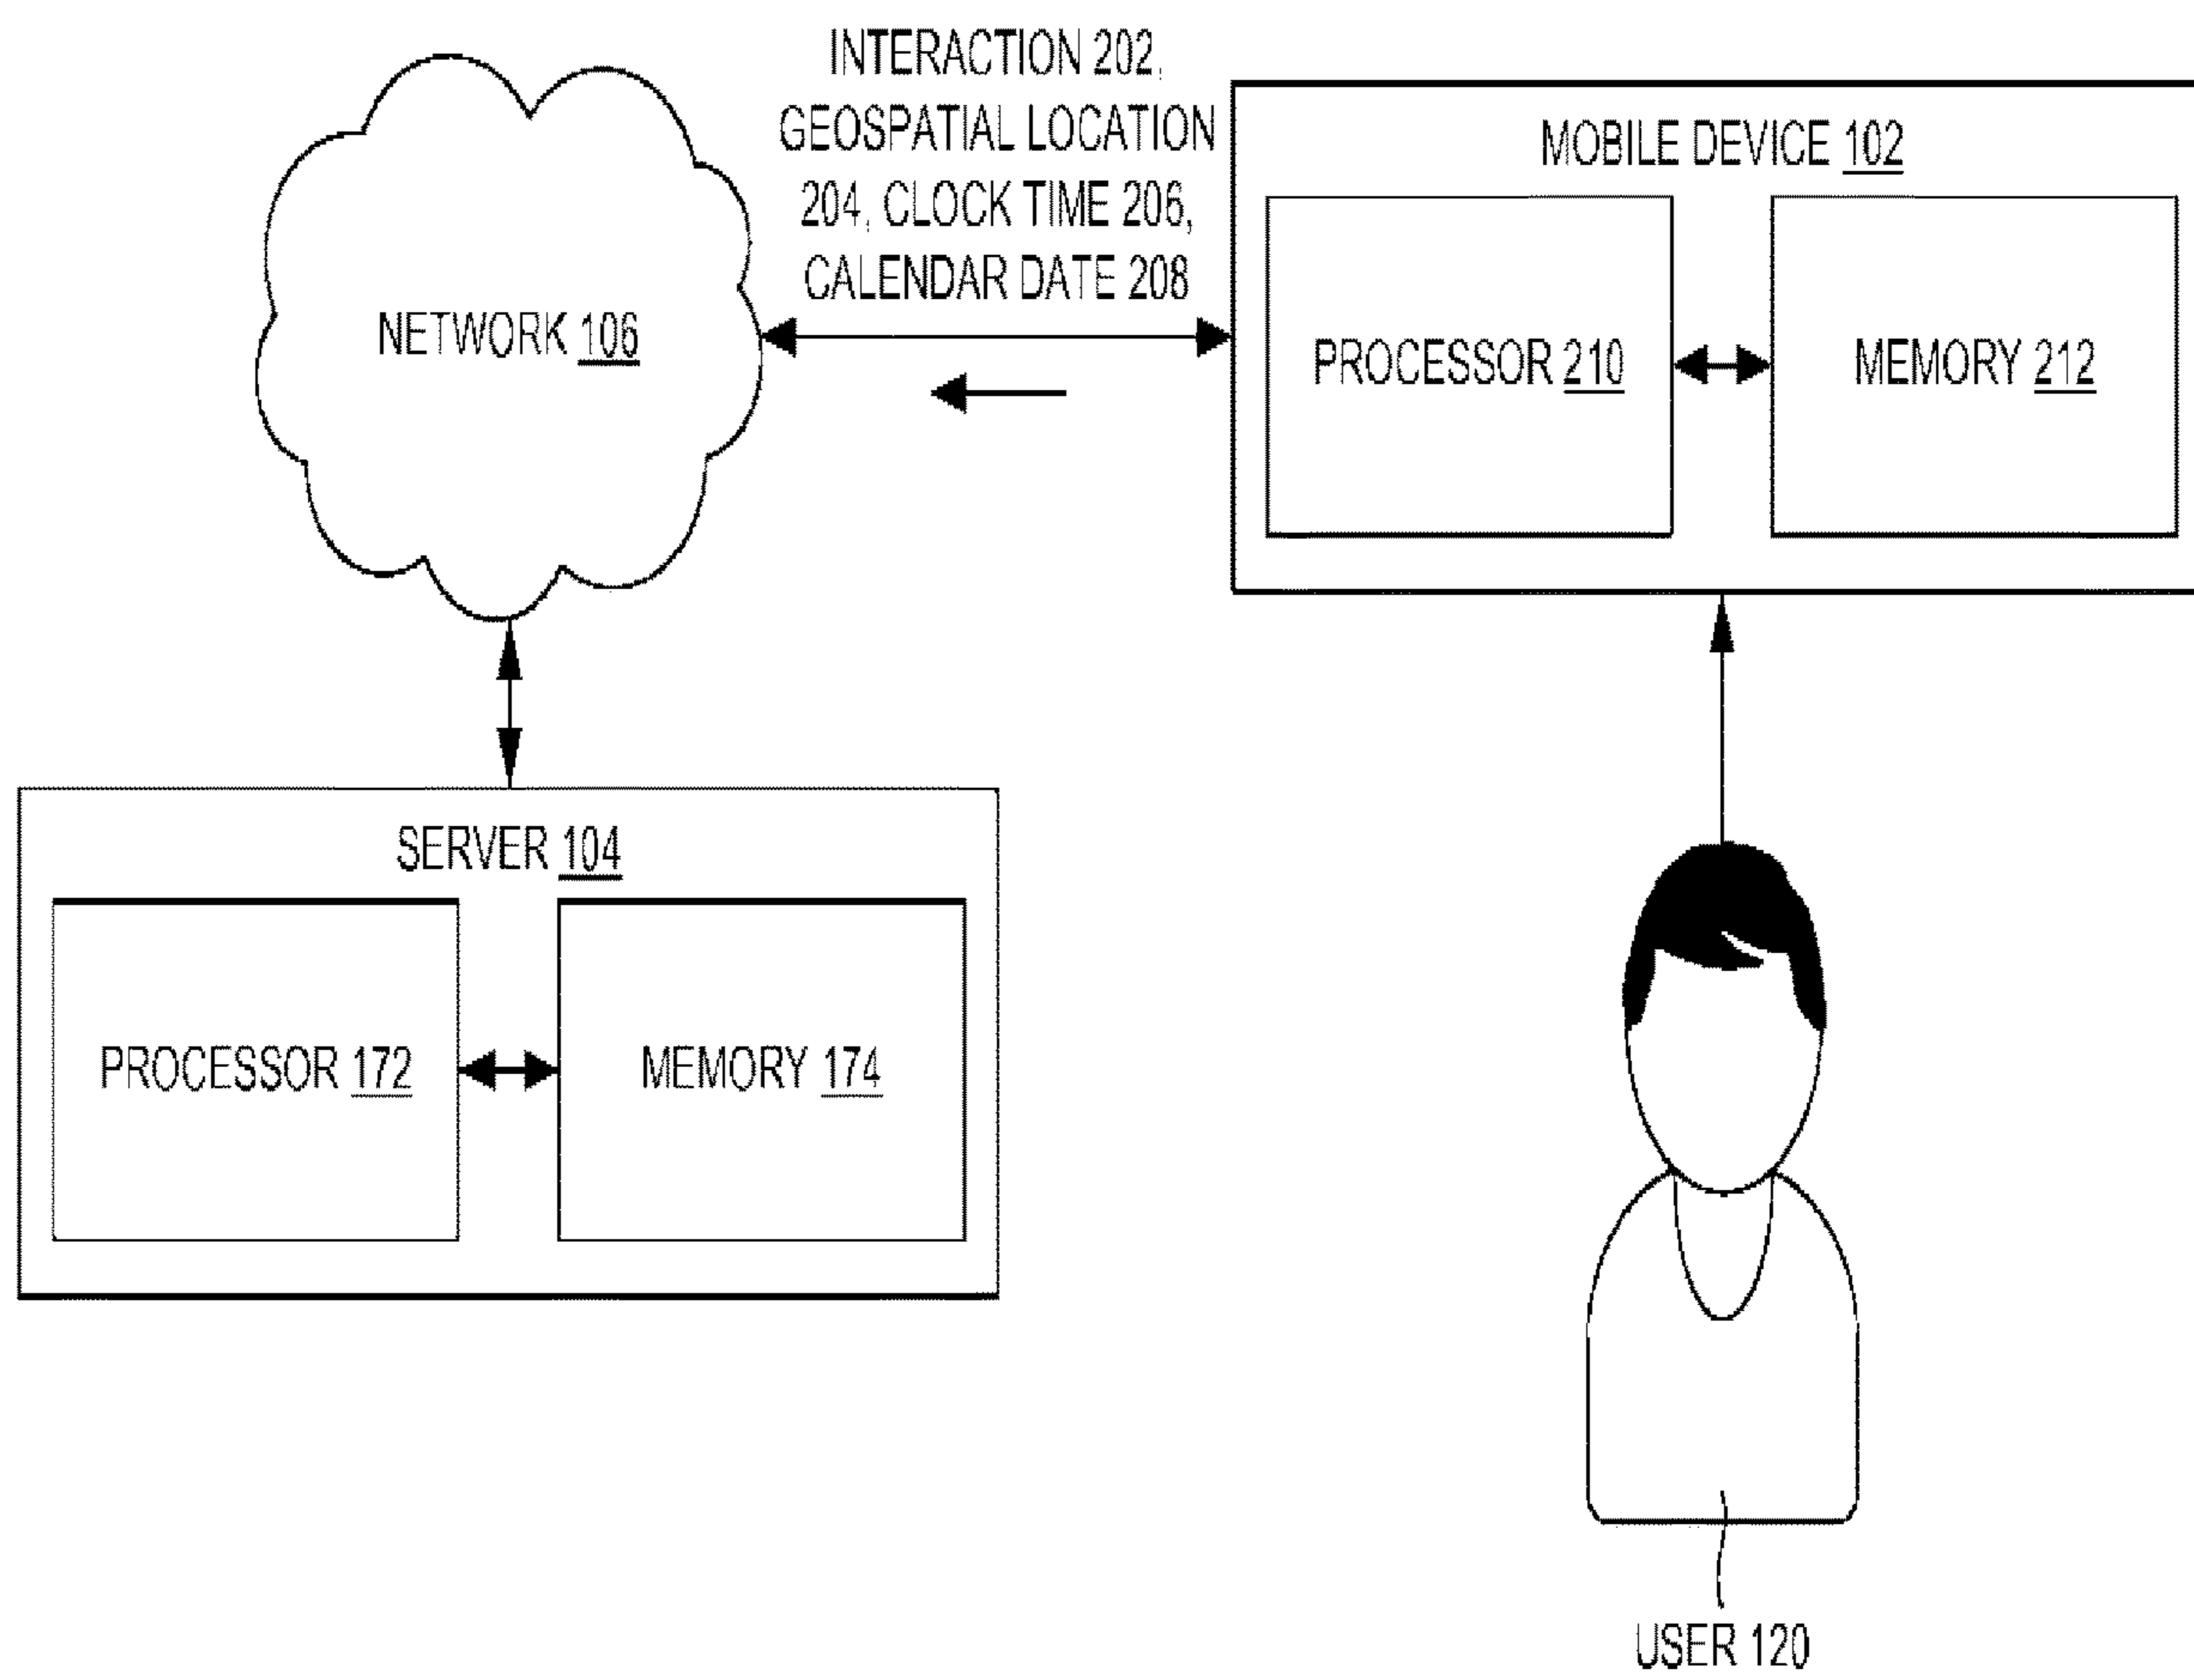 INTERACTION 202,
GEOSPATIAL LOCATION
204, CLOCK TIME 206,
CALENDAR DATE 208
NETWORK 106
MOBILE DEVICE 102
PROCESSOR 210
MEMORY 212
SERVER 104
PROCESSOR 172
MEMORY 174
USER 120